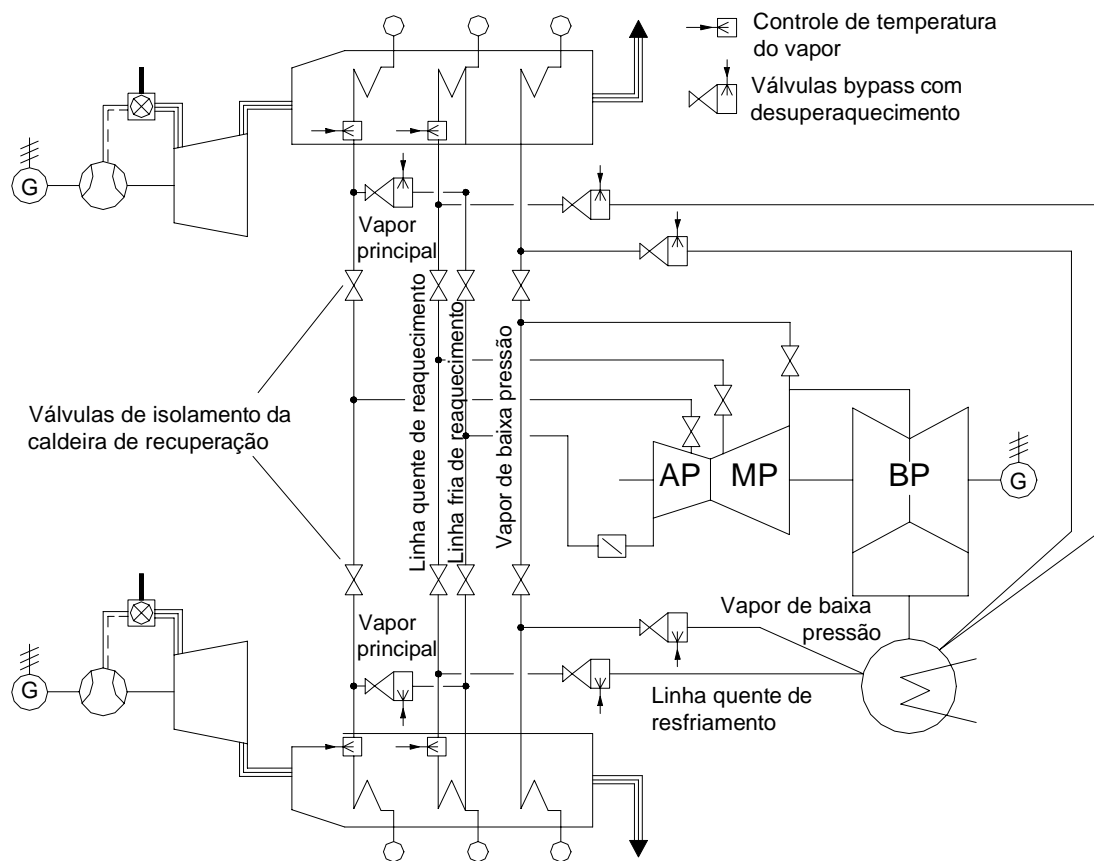 Controle de temperatura
do vapor
Válvulas bypass com
desuperaquecimento
G
Vapor
principal
Linha quente de reaquecimento
Linha fria de reaquecimento
Vapor de baixa pressão
Válvulas de isolamento da
caldeira de recuperação
AP
MP
BP
G
Vapor de baixa
pressão
Vapor
principal
G
Linha quente de
resfriamento